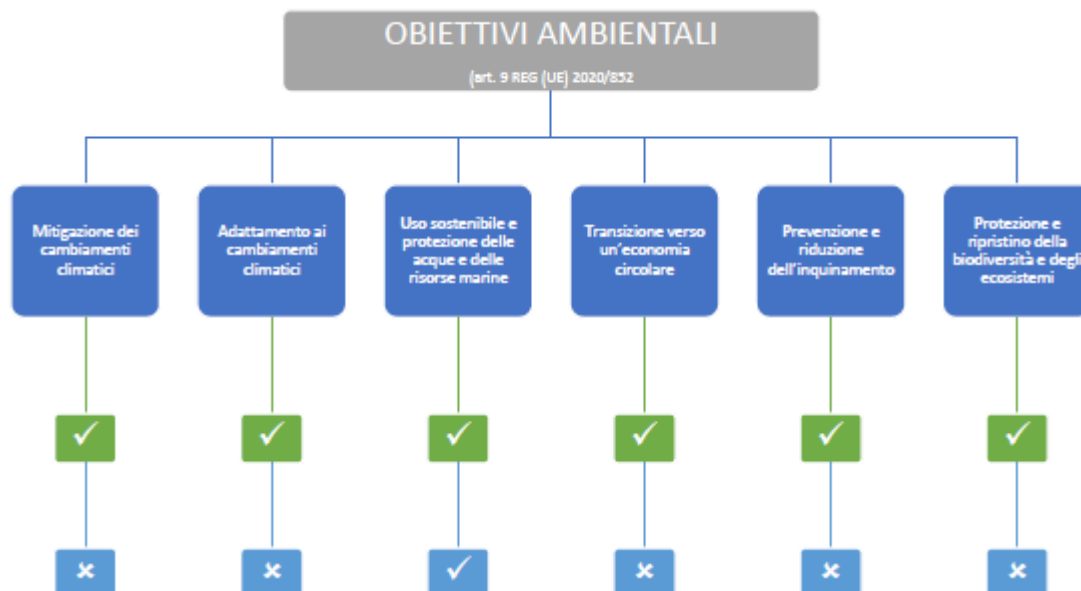 OBIETTIVI AMBIENTALI
(art. 9 REG (UE) 2020/852
Mitigazione dei
cambiamenti
climatici
Adattamento ai
cambiamenti
climatici
Uso sostenibile e
protezione delle
acque e delle
risorse marine
Transizione verso
un'economia
circolare
Prevenzione e
riduzione
dell'inquinamento
Protezione e
ripristino della
biodiversità e degli
ecosistemi